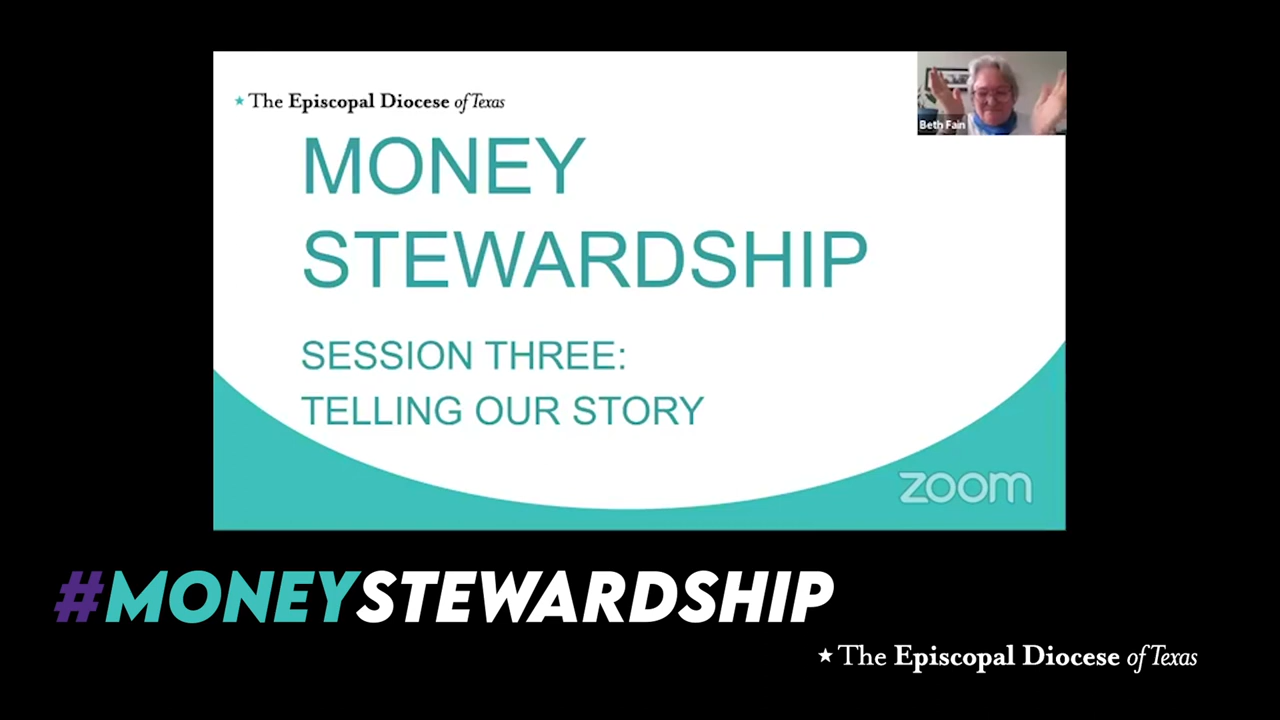 The Episcopal Diocese of Texas
Beth Fain
MONEY
STEWARDSHIP
SESSION THREE:
TELLING OUR STORY
zoom
#MONEYSTEWARDSHIP
The Episcopal Diocese of Texas